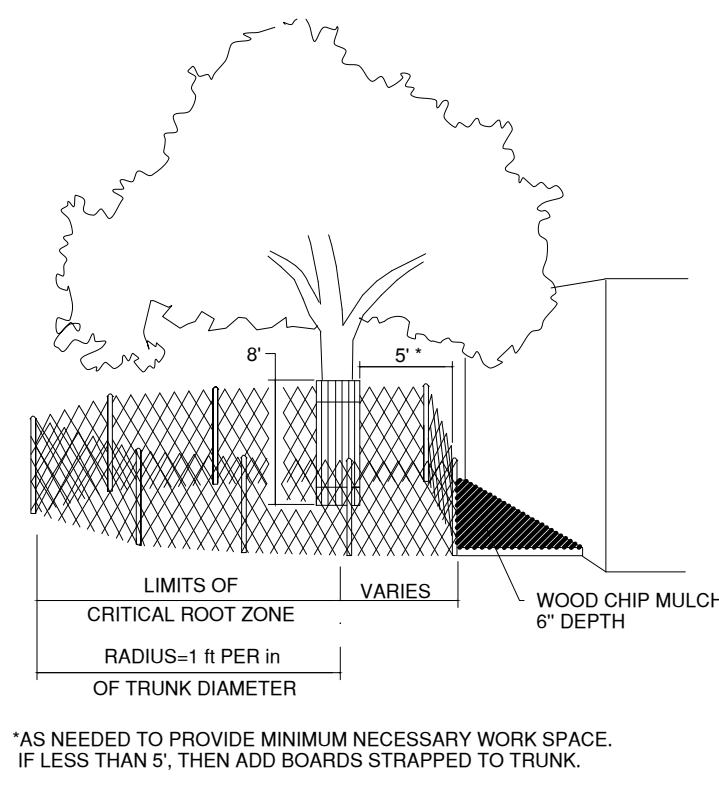 8'
5' *
LIMITS OF
CRITICAL ROOT ZONE
VARIES
WOOD CHIP MULCH
6" DEPTH
RADIUS=1 ft PER in
OF TRUNK DIAMETER
*AS NEEDED TO PROVIDE MINIMUM NECESSARY WORK SPACE.
IF LESS THAN 5', THEN ADD BOARDS STRAPPED TO TRUNK.